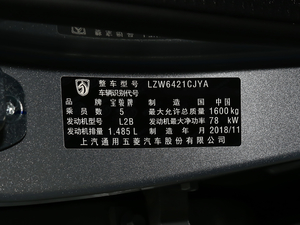 整车型号 LZW6421CJYA
车辆识别代号
品牌 宝骏牌 制造国 中国
乘员数 5 最大允许总质量 1600kg
发动机型号 L2B 发动机最大净功率 78 kW
发动机排量 1.485 L 制造年月 2018/11
上汽通用五菱汽车股份有限公司